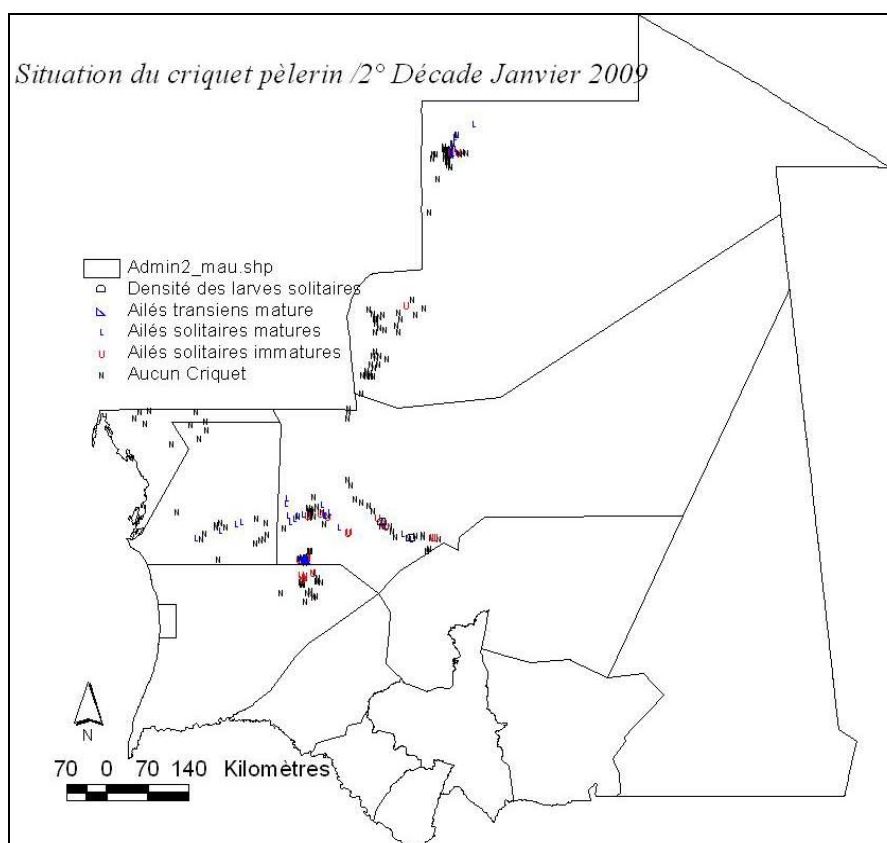 Situation du criquet pèlerin /2° Décade Janvier 2009
Admin2_mau.shp
Densité des larves solitaires
Ailés transiens mature
Ailés solitaires matures
Ailés solitaires immatures
Aucun Criquet
N
70 0 70 140 Kilomètres